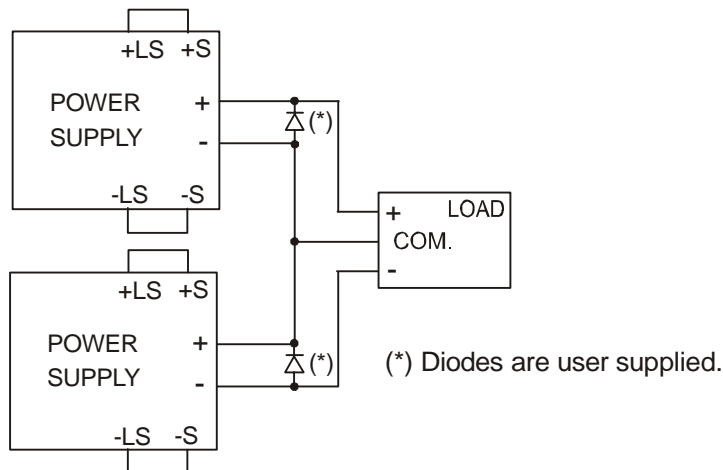 +LS +S
POWER
SUPPLY
+
-
(*)
-LS -S
+ LOAD
COM.
-
+LS +S
POWER
SUPPLY
+
-
(*)
(*) Diodes are user supplied.
-LS -S